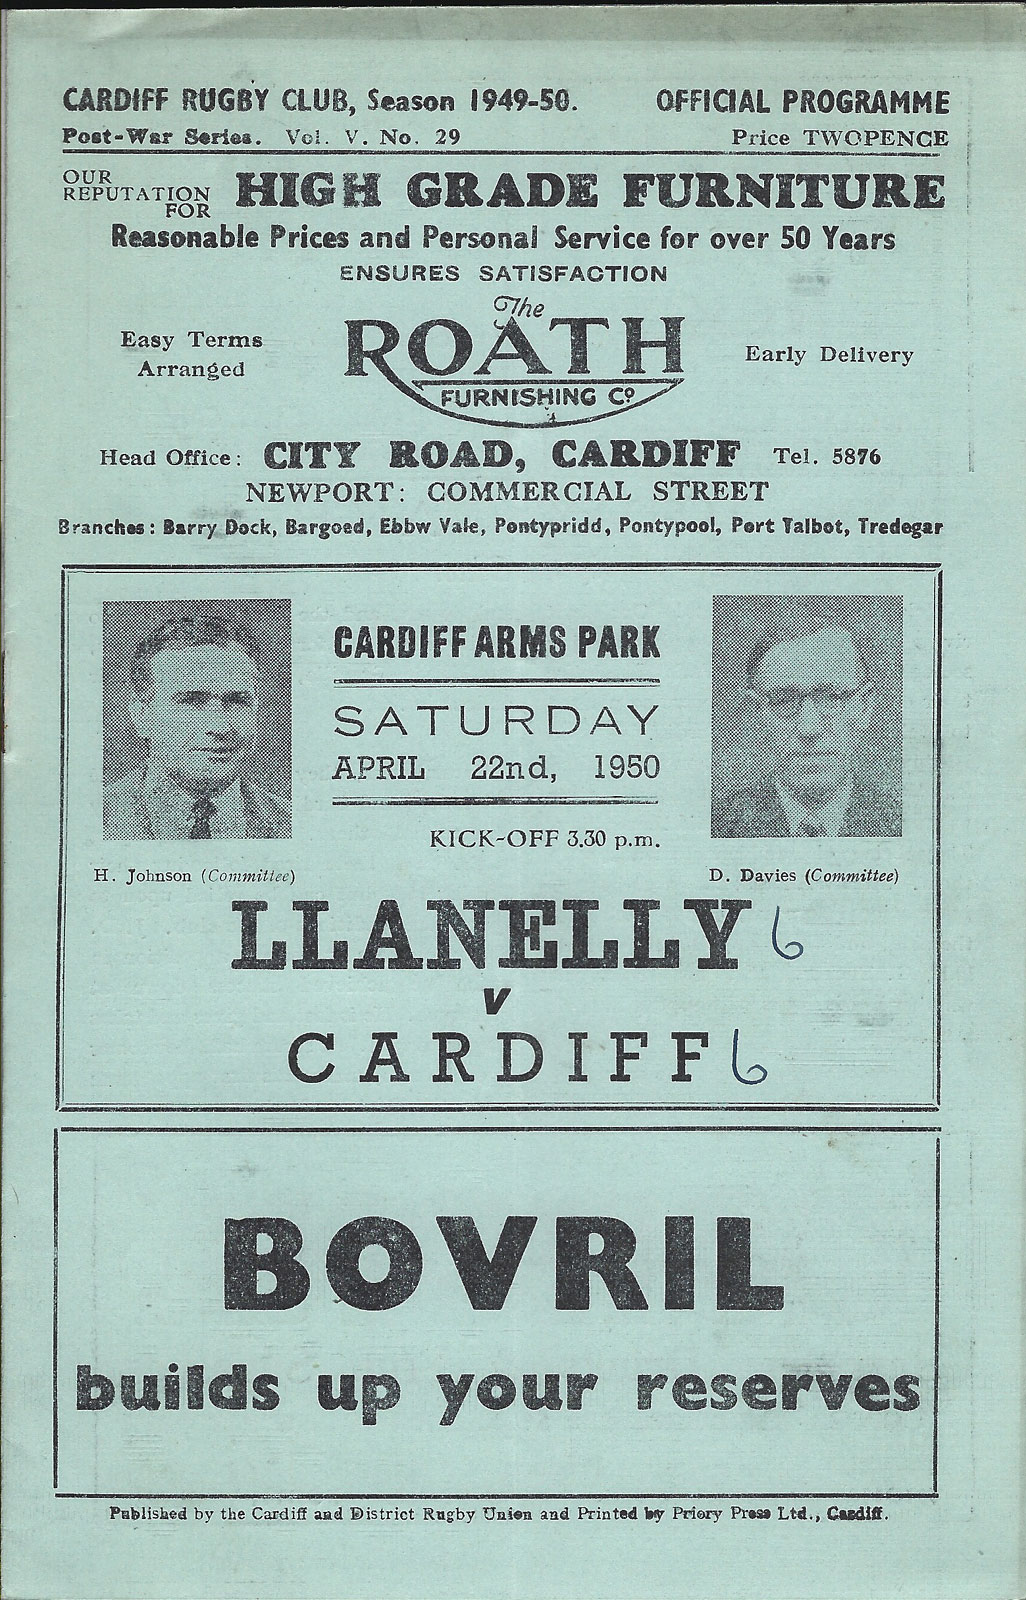 CARDIFF RUGBY CLUB, Season 1949-50. OFFICIAL PROGRAMME
Post-War Series. Vol. V. No. 29 Price TWOPENCE
OUR
REPUTATION
FOR
HIGH GRADE FURNITURE
Reasonable Prices and Personal Service for over 50 Years
ENSURES SATISFACTION
Easy Terms
Arranged
The
ROATH
FURNISHING Co.
Early Delivery
Head Office: CITY ROAD, CARDIFF Tel. 5876
NEWPORT: COMMERCIAL STREET
Branches: Barry Dock, Bargoed, Ebbw Vale, Pontypridd, Pontypool, Port Talbot, Tredegar
CARDIFF ARMS PARK
SATURDAY
APRIL 22nd, 1950
KICK-OFF 3.30 p.m.
H. Johnson (Committee)
D. Davies (Committee)
LLANELLY 6
v
CARDIFF 6
BOVRIL
builds up your reserves
Published by the Cardiff and District Rugby Union and Printed by Priory Press Ltd., Cardiff.